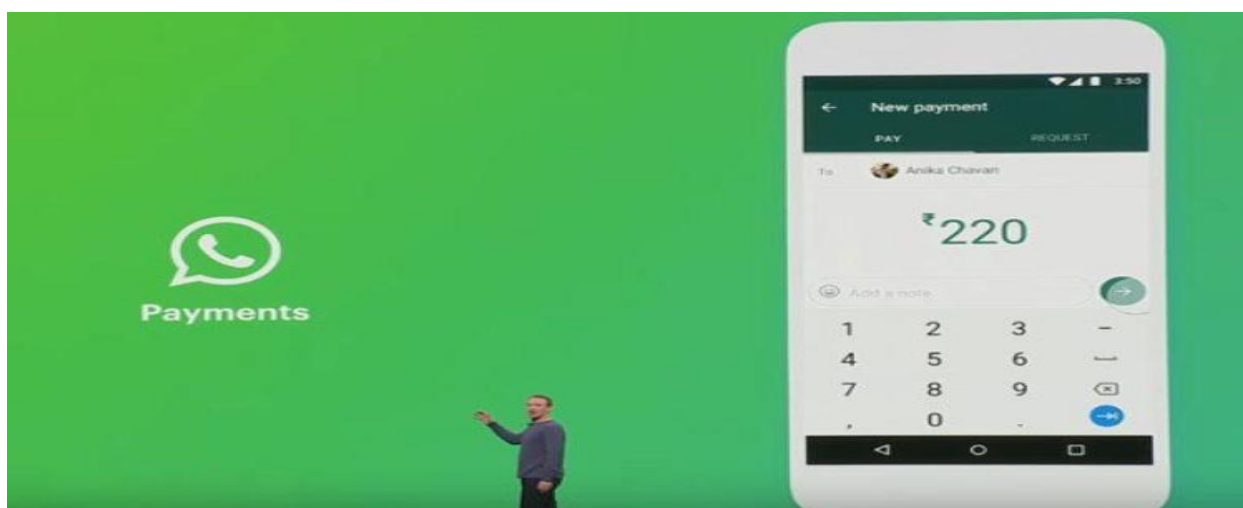 Payments
3:50
New payment
PAY REQUEST
To Anika Chavan
₹220
Add a note
1 2 3 -
4 5 6
7 8 9
, 0 .